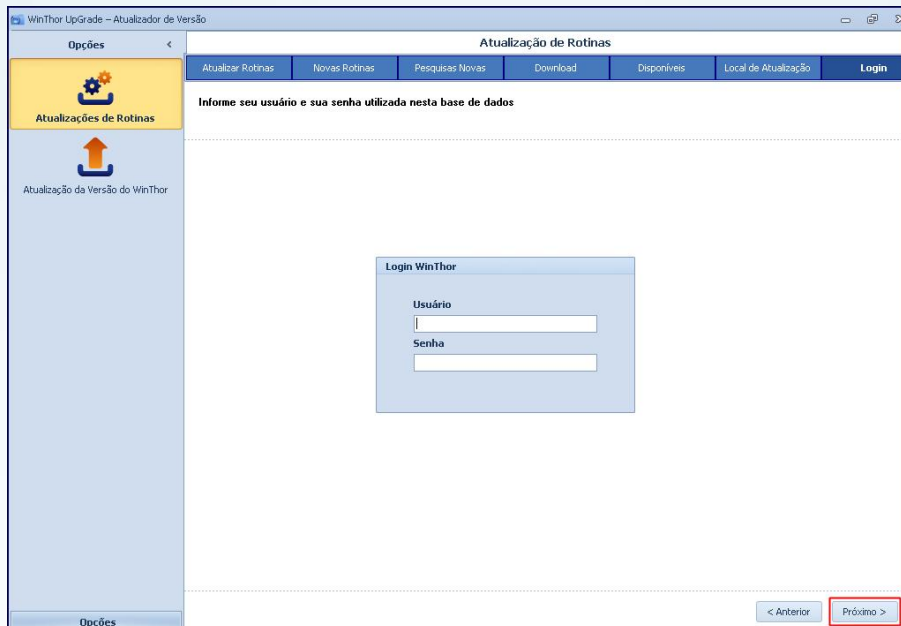 WinThor UpGrade – Atualizador de Versão
Opções <
Atualização de Rotinas
Atualizar Rotinas Novas Rotinas Pesquisas Novas Download Disponíveis Local de Atualização Login
Informe seu usuário e sua senha utilizada nesta base de dados
Atualizações de Rotinas
Atualização da Versão do WinThor
Login WinThor
Usuário
Senha
< Anterior Próximo >
Opções